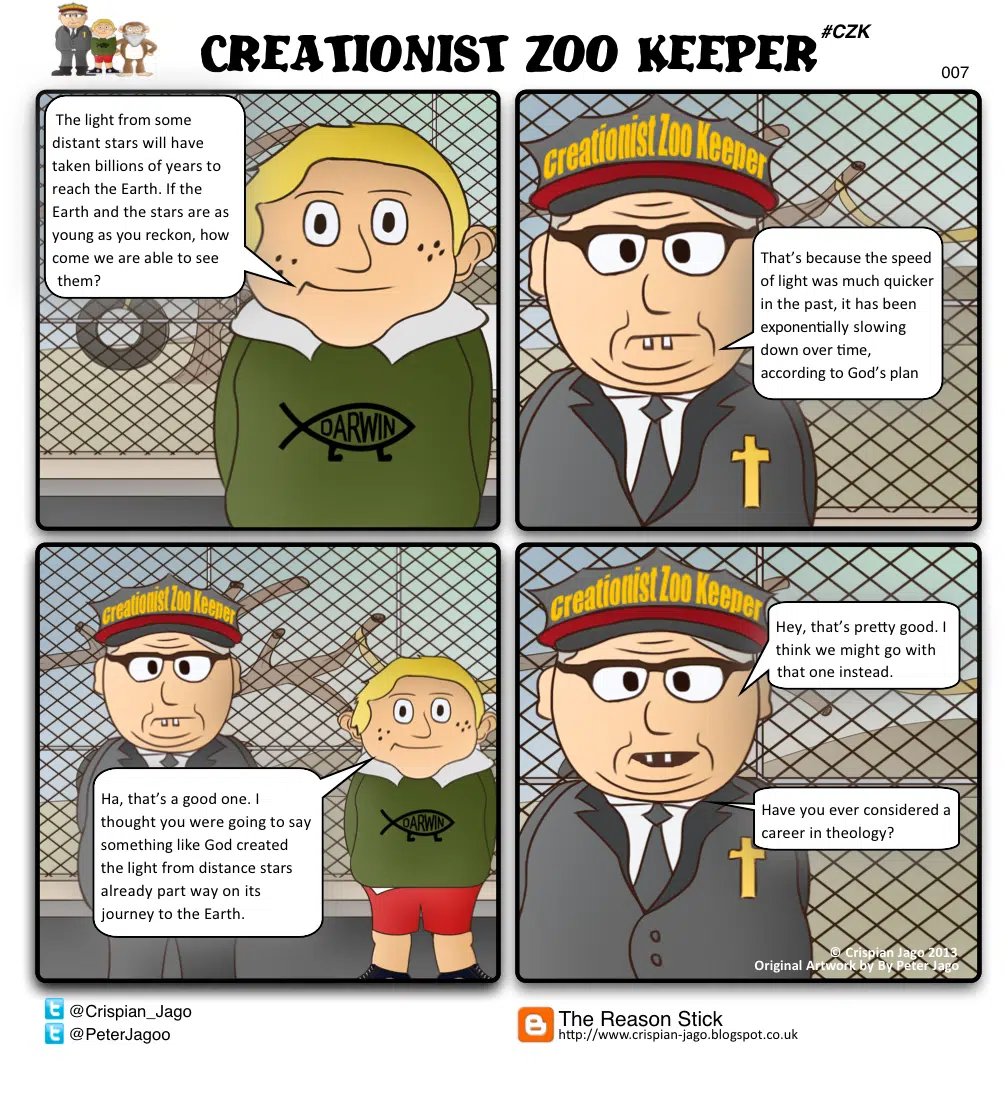 CREATIONIST ZOO KEEPER
#CZK
007
The light from some
distant stars will have
taken billions of years to
reach the Earth. If the
Earth and the stars are as
young as you reckon, how
come we are able to see
them?
DARWIN
Creationist Zoo Keeper
That's because the speed
of light was much quicker
in the past, it has been
exponentially slowing
down over time,
according to God's plan
Creationist Zoo Keeper
Ha, that's a good one. I
thought you were going to say
something like God created
the light from distance stars
already part way on its
journey to the Earth.
DARWIN
Creationist Zoo Keeper
Hey, that's pretty good. I
think we might go with
that one instead.
Have you ever considered a
career in theology?
© Crispian Jago 2013
Original Artwork by By Peter Jago
@Crispian_Jago
@PeterJagoo
The Reason Stick
http://www.crispian-jago.blogspot.co.uk